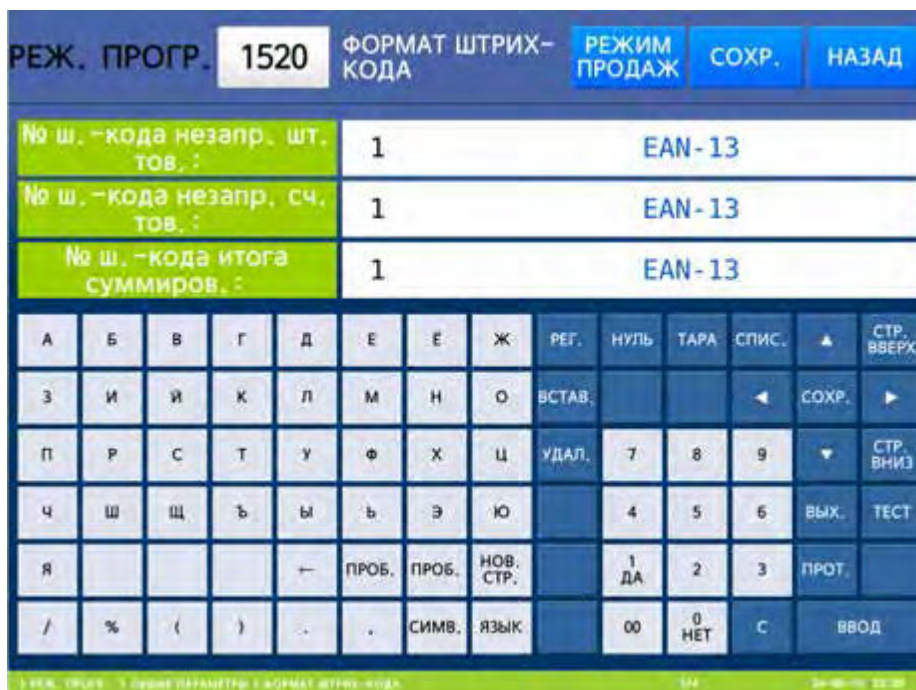 РЕЖ. ПРОГР. 1520 ФОРМАТ ШТРИХ-
КОДА
РЕЖИМ
ПРОДАЖ
СОХР.
НАЗАД
№ ш.-кода незапр. шт.
тов.:
1 EAN-13
№ ш.-кода незапр. сч.
тов.:
1 EAN-13
№ ш.-кода итога
суммиров.:
1 EAN-13
А Б В Г Д Е Ё Ж РЕГ. НУЛЬ ТАРА СПИС. ▲ СТР.
ВВЕРХ
З И Й К Л М Н О ВСТАВ. ◄ СОХР. ►
П Р С Т У Ф Х Ц УДАЛ. 7 8 9 ▼ СТР.
ВНИЗ
Ч Ш Щ Ъ Ы Ь Э Ю 4 5 6 ВЫХ. ТЕСТ
Я ← ПРОБ. ПРОБ. НОВ.
СТР.
1
ДА
2 3 ПРОТ.
/ % ( ) . , СИМВ. ЯЗЫК 00 0
НЕТ
С ВВОД